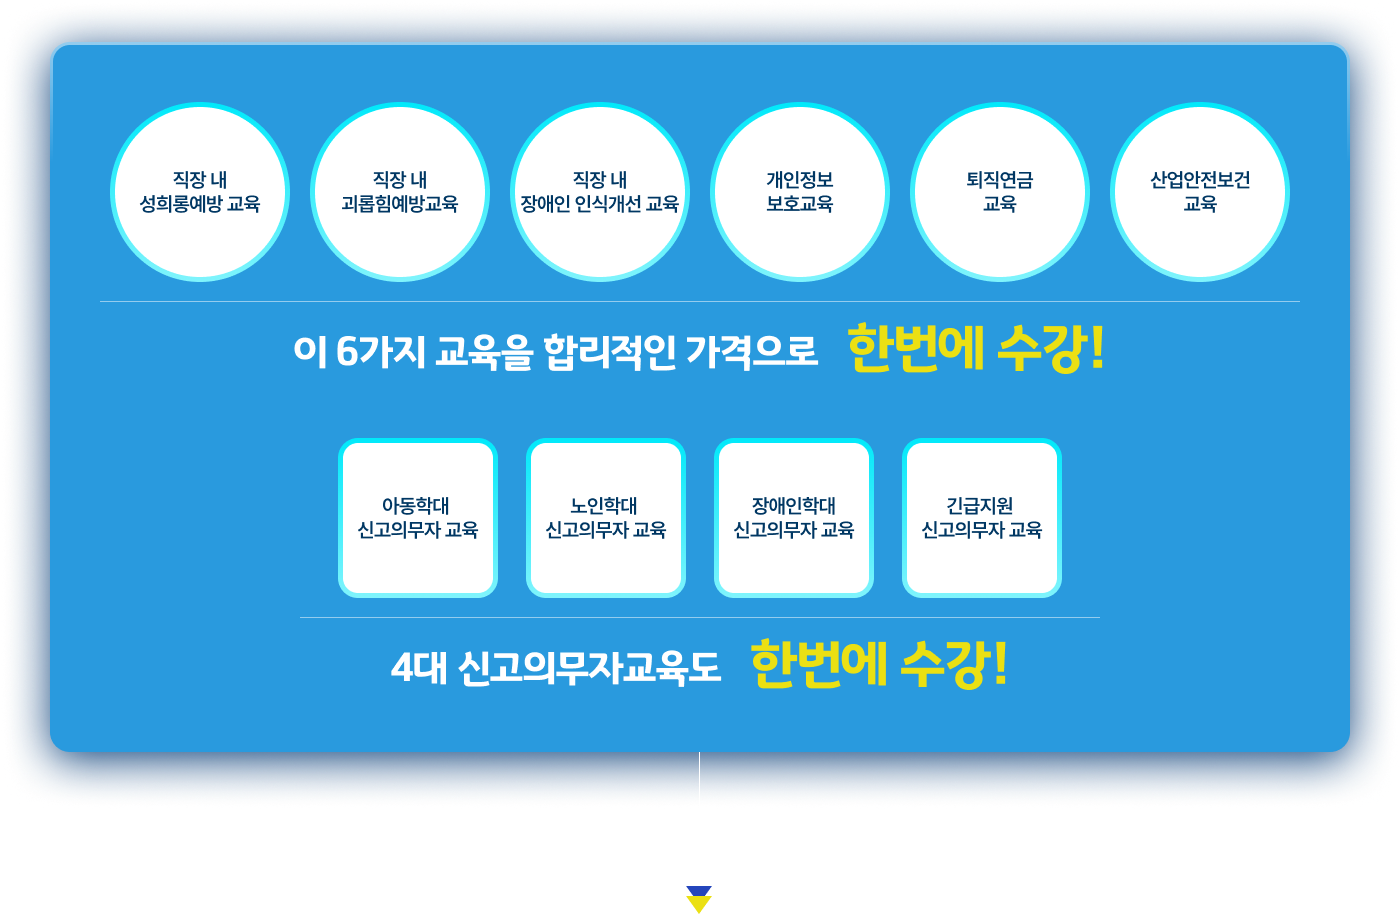 직장 내
성희롱예방 교육
직장 내
괴롭힘예방교육
직장 내
장애인 인식개선 교육
개인정보
보호교육
퇴직연금
교육
산업안전보건
교육
이 6가지 교육을 합리적인 가격으로 한번에 수강!
아동학대
신고의무자 교육
노인학대
신고의무자 교육
장애인학대
신고의무자 교육
긴급지원
신고의무자 교육
4대 신고의무자교육도 한번에 수강!